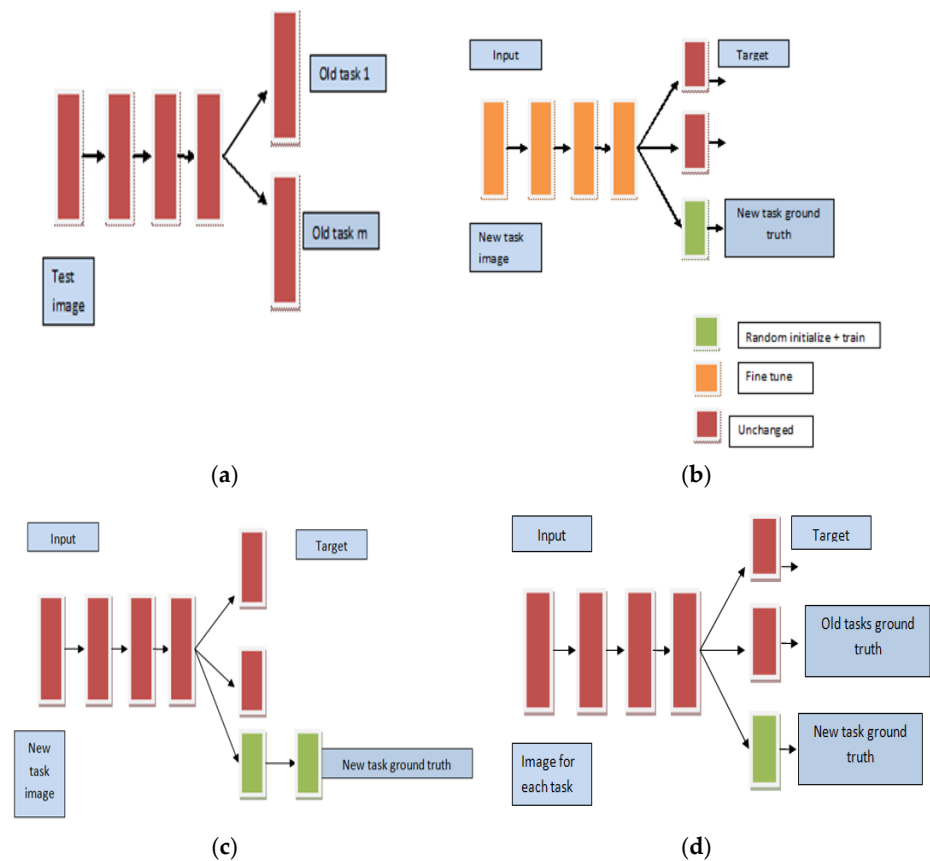 Old task 1
Old task m
Test
image
(a)
Input
Target
New task ground
truth
New task
image
Random initialize + train
Fine tune
Unchanged
(b)
Input
Target
New
task
image
New task ground truth
(c)
Input
Target
Old tasks ground
truth
New task ground
truth
Image for
each task
(d)